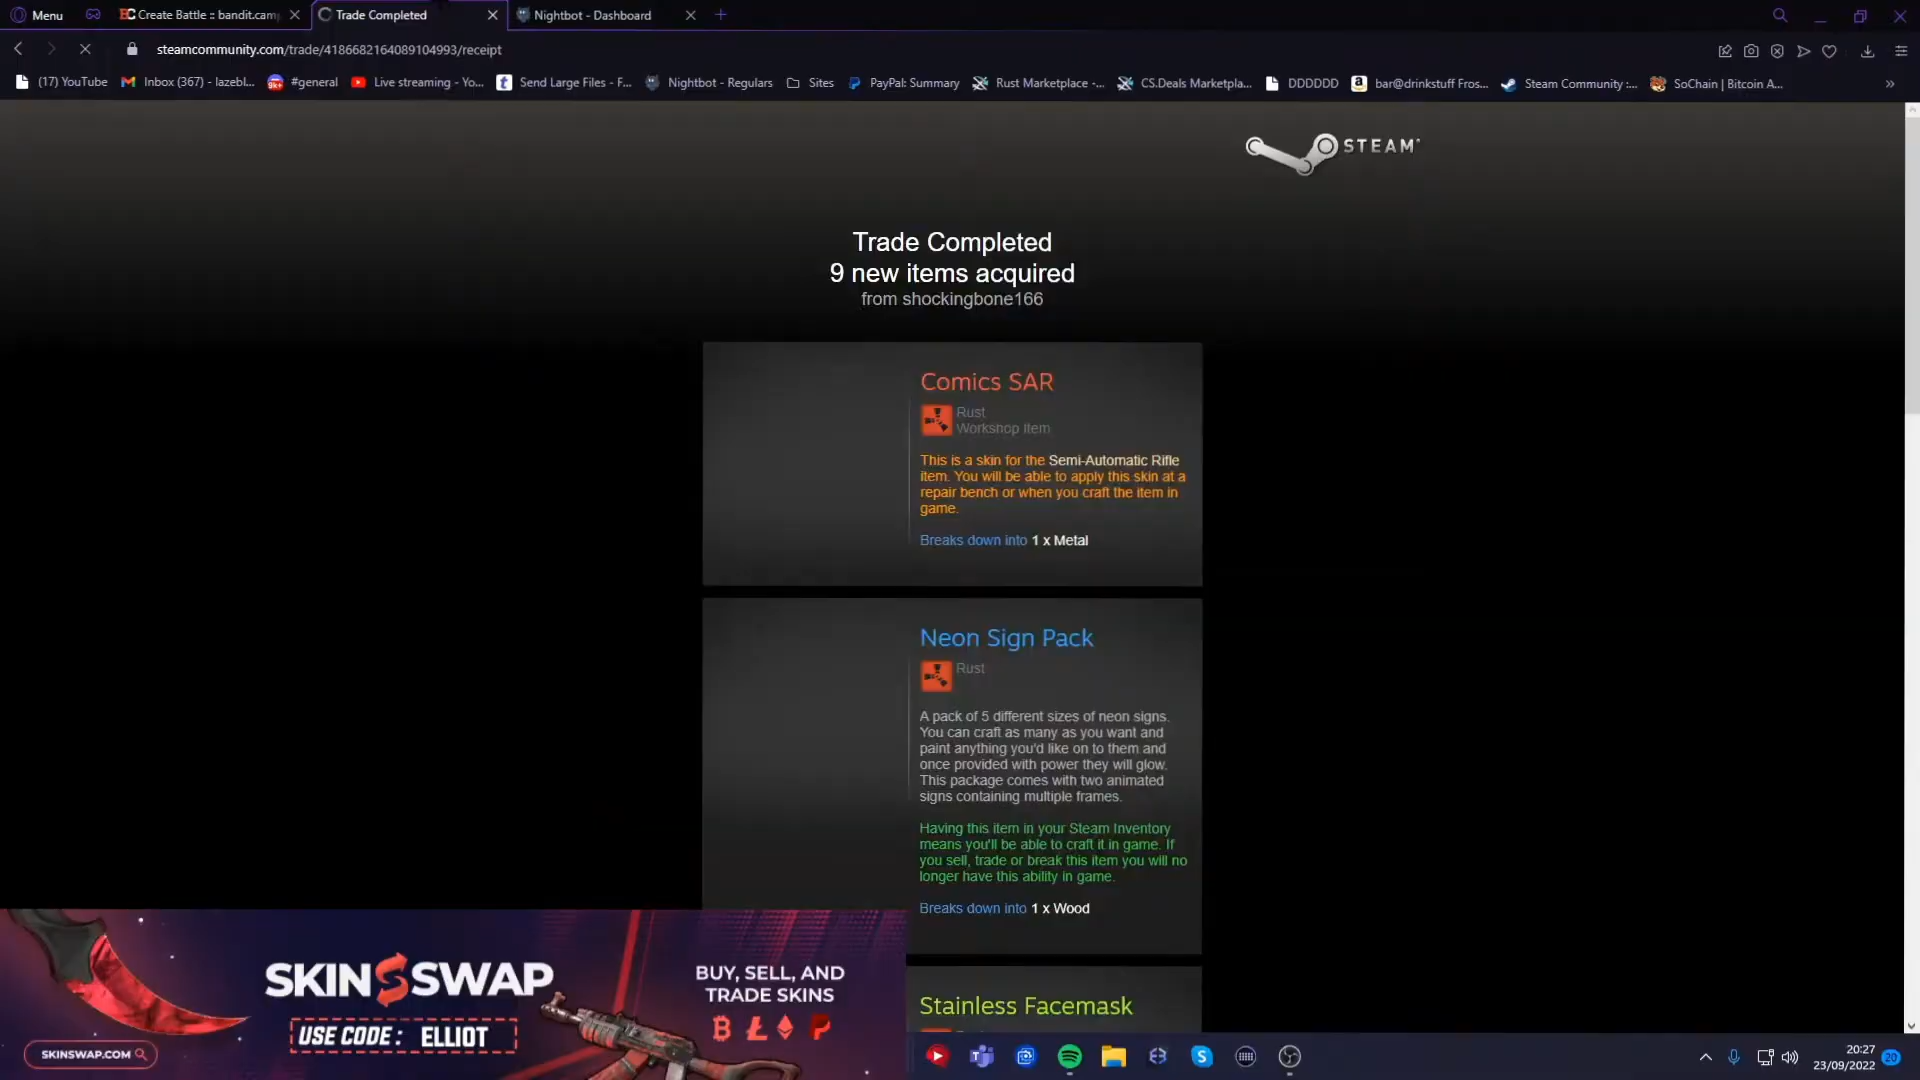 Menu
Create Battle :: bandit.cam
Trade Completed
Nightbot - Dashboard
steamcommunity.com/trade/4186682164089104993/receipt
(17) YouTube
Inbox (367) - lazebl...
#general
Live streaming - Yo...
Send Large Files - F...
Nightbot - Regulars
Sites
PayPal: Summary
Rust Marketplace -...
CS.Deals Marketpla...
DDDDDD
bar@drinkstuff Fros...
Steam Community :...
SoChain | Bitcoin A...
STEAM
Trade Completed
9 new items acquired
from shockingbone166
Comics SAR
Rust
Workshop Item
This is a skin for the Semi-Automatic Rifle
item. You will be able to apply this skin at a
repair bench or when you craft the item in
game.
Breaks down into 1 x Metal
Neon Sign Pack
Rust
A pack of 5 different sizes of neon signs.
You can craft as many as you want and
paint anything you'd like on to them and
once provided with power they will glow.
This package comes with two animated
signs containing multiple frames.
Having this item in your Steam Inventory
means you'll be able to craft it in game. If
you sell, trade or break this item you will no
longer have this ability in game.
Breaks down into 1 x Wood
Stainless Facemask
SKINSWAP
USE CODE : ELLIOT
SKINSWAP.COM
BUY, SELL, AND
TRADE SKINS
20:27
23/09/2022
20